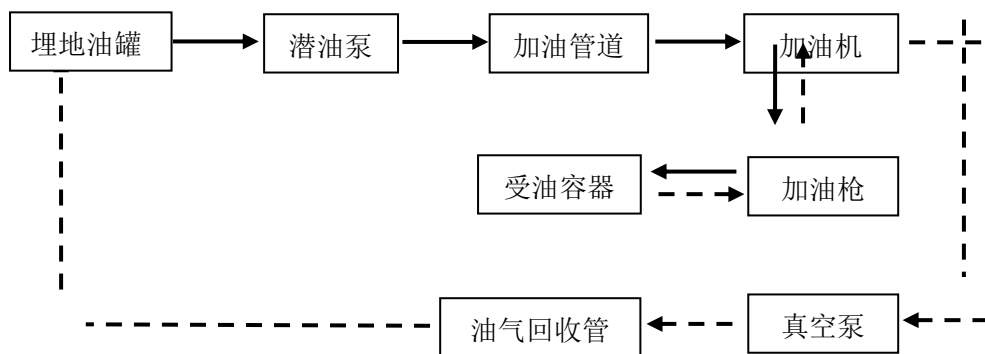 埋地油罐
潜油泵
加油管道
加油机
受油容器
加油枪
油气回收管
真空泵